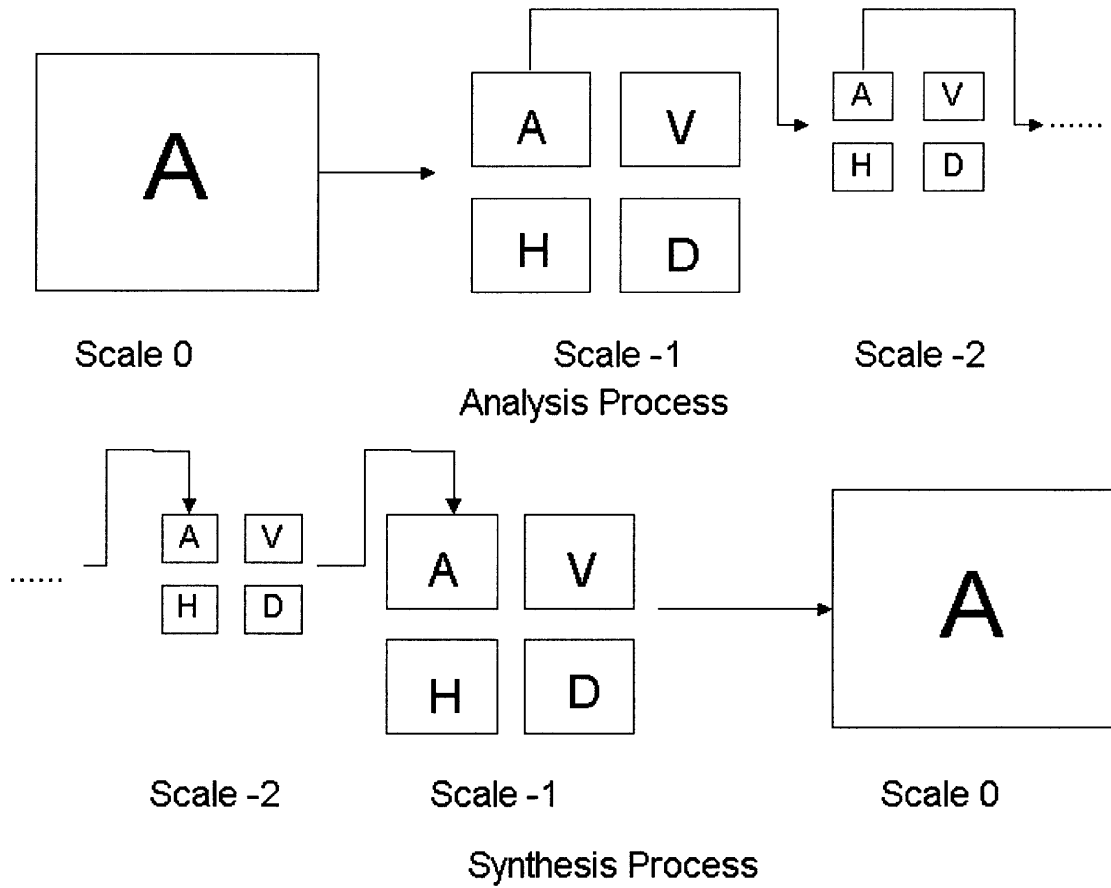 A
A V
H D
A V
H D
......
Scale 0
Scale -1
Scale -2
Analysis Process
......
A V
H D
A V
H D
A
Scale -2
Scale -1
Scale 0
Synthesis Process